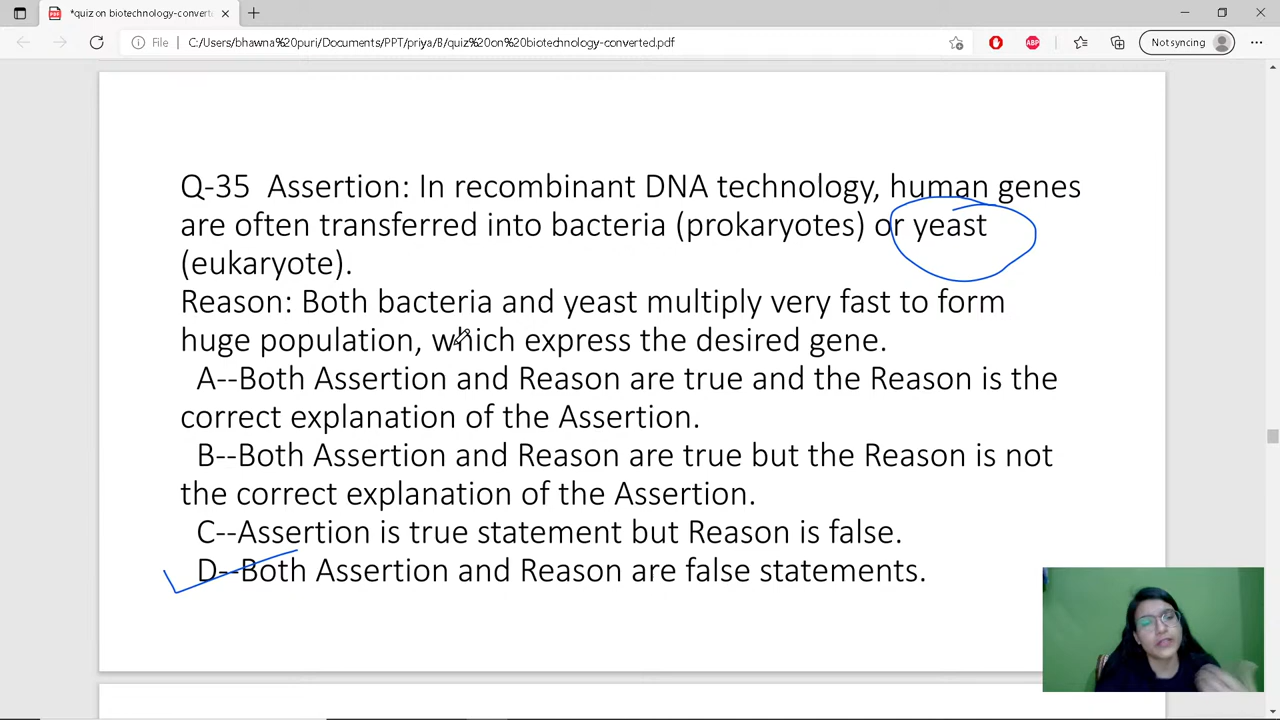 *quiz on biotechnology-converte
File
C:/Users/bhawna%20puri/Documents/PPT/priya/B/quiz%20on%20biotechnology-converted.pdf
ABP
Not syncing
Q-35 Assertion: In recombinant DNA technology, human genes
are often transferred into bacteria (prokaryotes) or yeast
(eukaryote).
Reason: Both bacteria and yeast multiply very fast to form
huge population, which express the desired gene.
A--Both Assertion and Reason are true and the Reason is the
correct explanation of the Assertion.
B--Both Assertion and Reason are true but the Reason is not
the correct explanation of the Assertion.
C--Assertion is true statement but Reason is false.
D--Both Assertion and Reason are false statements.